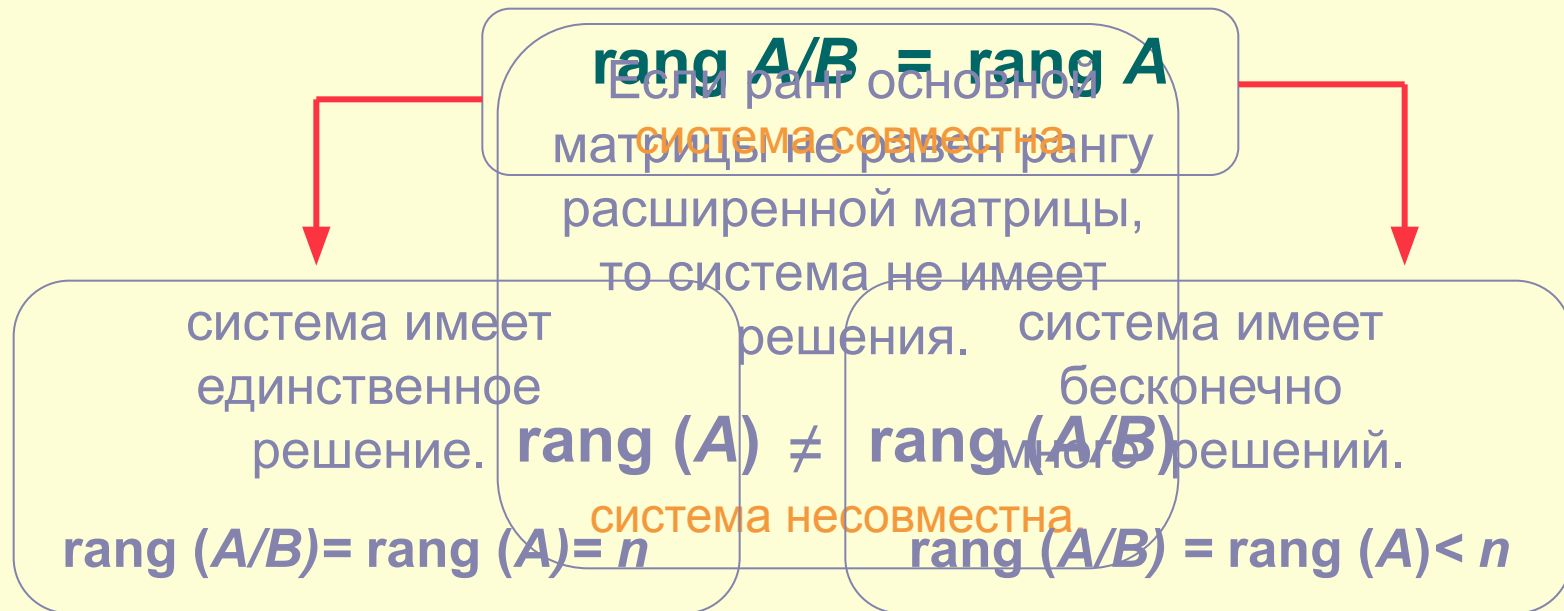 rang A/B = rang A
система совместна.
Если ранг основной
матрицы не равен рангу
расширенной матрицы,
то система не имеет
решения.
rang (A) ≠ rang (A/B)
система несовместна.
система имеет
единственное
решение.
rang (A/B)= rang (A)= n
система имеет
бесконечно
много решений.
rang (A/B) = rang (A)< n